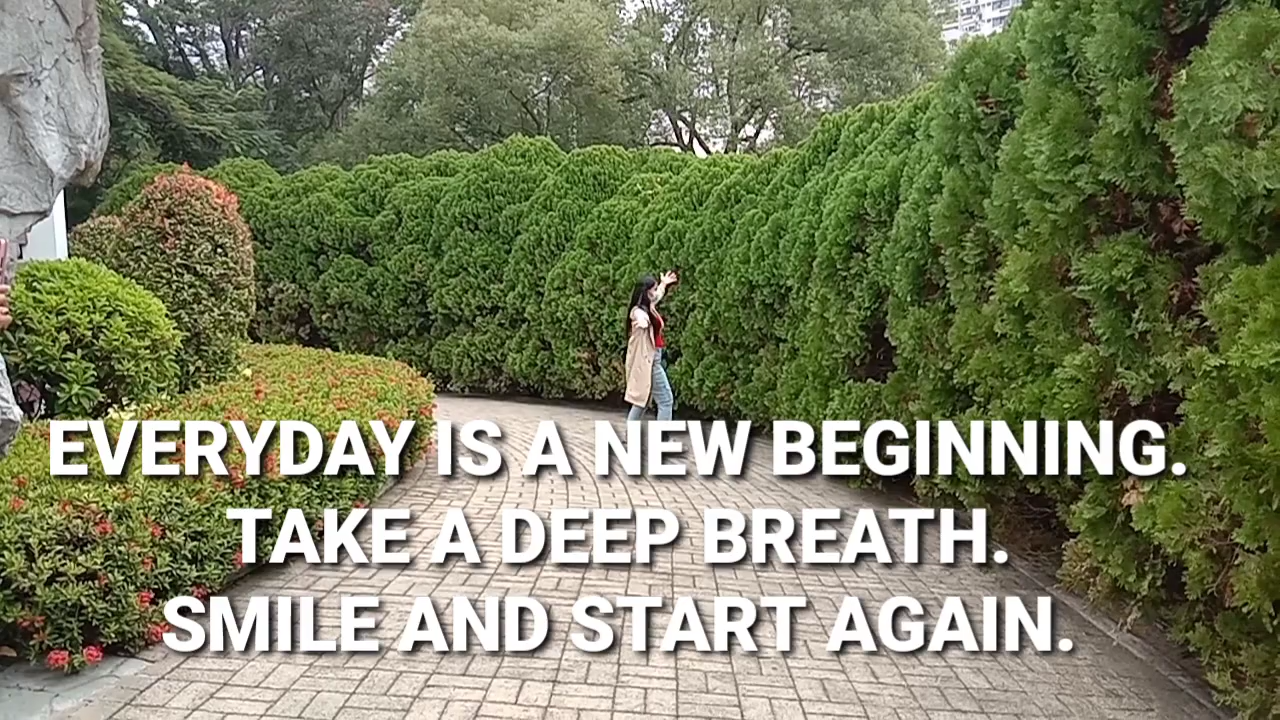 EVERYDAY IS A NEW BEGINNING.
TAKE A DEEP BREATH.
SMILE AND START AGAIN.